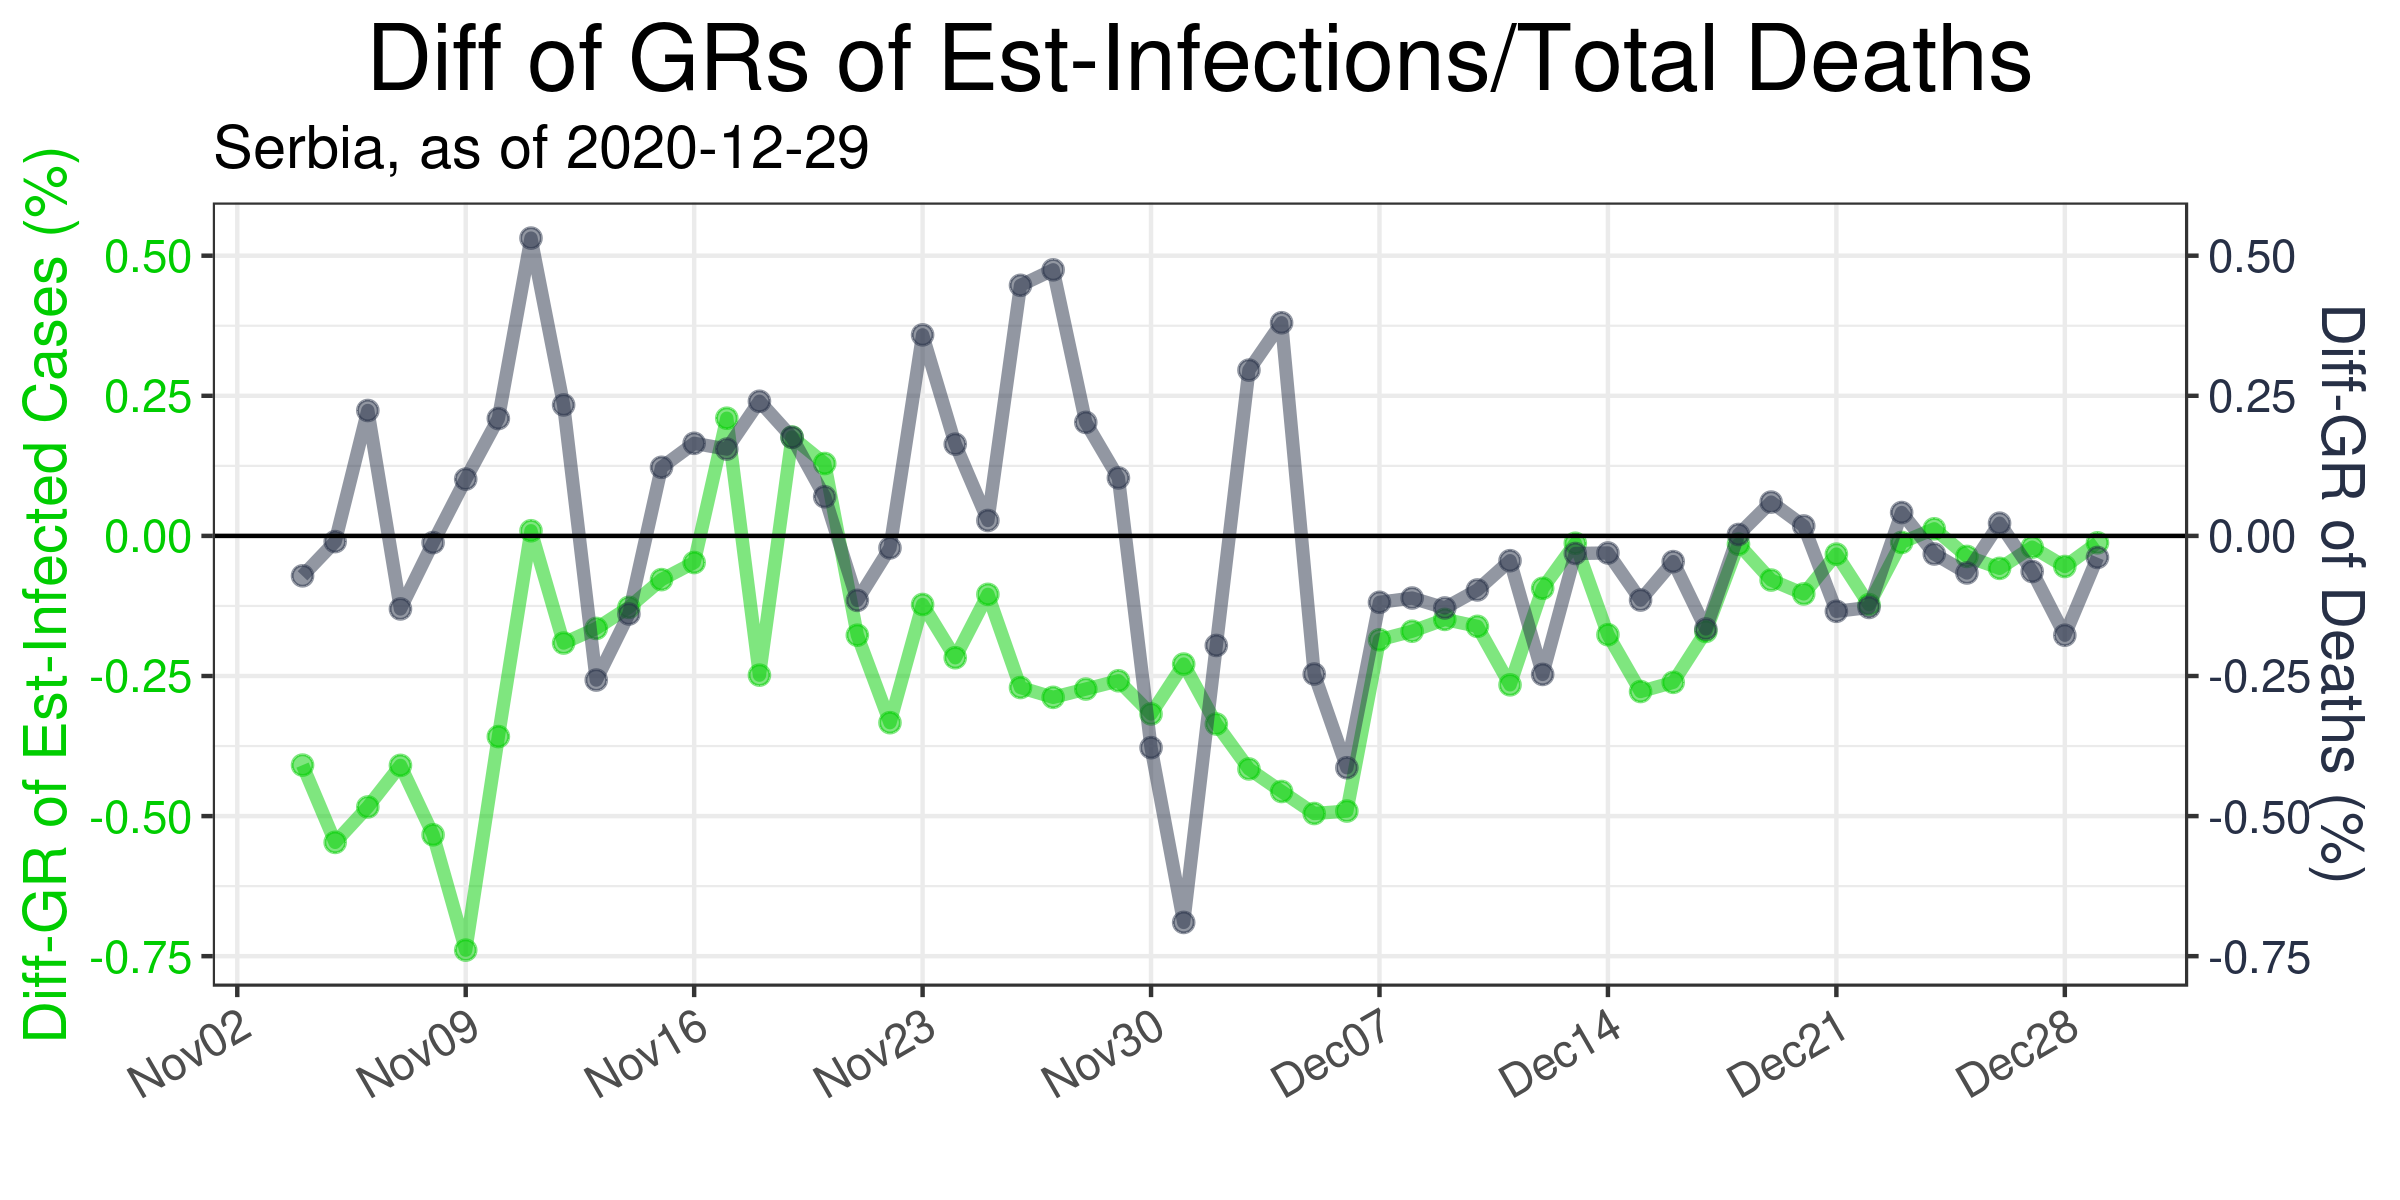 Diff of GRs of Est-Infections/Total Deaths
Serbia, as of 2020-12-29
Diff-GR of Est-Infected Cases (%)
0.50
0.25
0.00
-0.25
-0.50
-0.75
0.50
0.25
0.00
-0.25
-0.50
-0.75
Diff-GR of Deaths (%)
Nov02
Nov09
Nov16
Nov23
Nov30
Dec07
Dec14
Dec21
Dec28